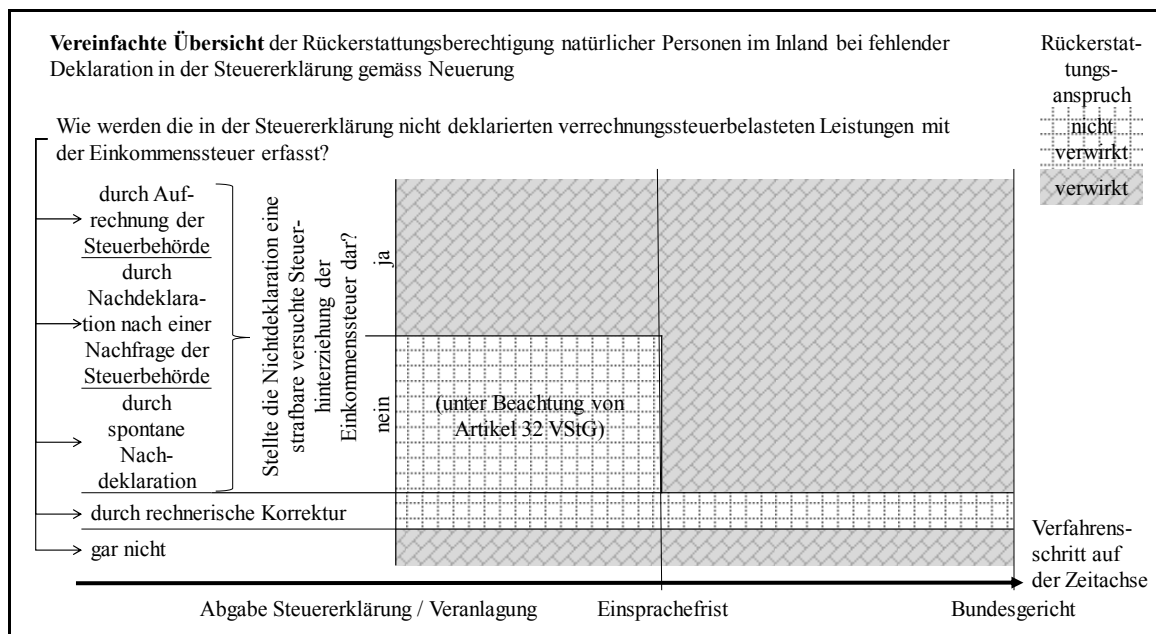 Vereinfachte Übersicht der Rückerstattungsberechtigung natürlicher Personen im Inland bei fehlender
Deklaration in der Steuererklärung gemäss Neuerung
Rückerstat-
tungs-
anspruch
nicht
verwirkt
verwirkt
Wie werden die in der Steuererklärung nicht deklarierten verrechnungssteuerbelasteten Leistungen mit
der Einkommenssteuer erfasst?
durch Auf-
rechnung der
Steuerbehörde
durch
Nachdeklara-
tion nach einer
Nachfrage der
Steuerbehörde
durch
spontane
Nach-
deklaration
Stellte die Nichtdeklaration eine
strafbare versuchte Steuer-
hinterziehung der
Einkommenssteuer dar?
ja
nein
(unter Beachtung von
Artikel 32 VStG)
durch rechnerische Korrektur
gar nicht
Verfahrens-
schritt auf
der Zeitachse
Abgabe Steuererklärung / Veranlagung
Einsprachefrist
Bundesgericht